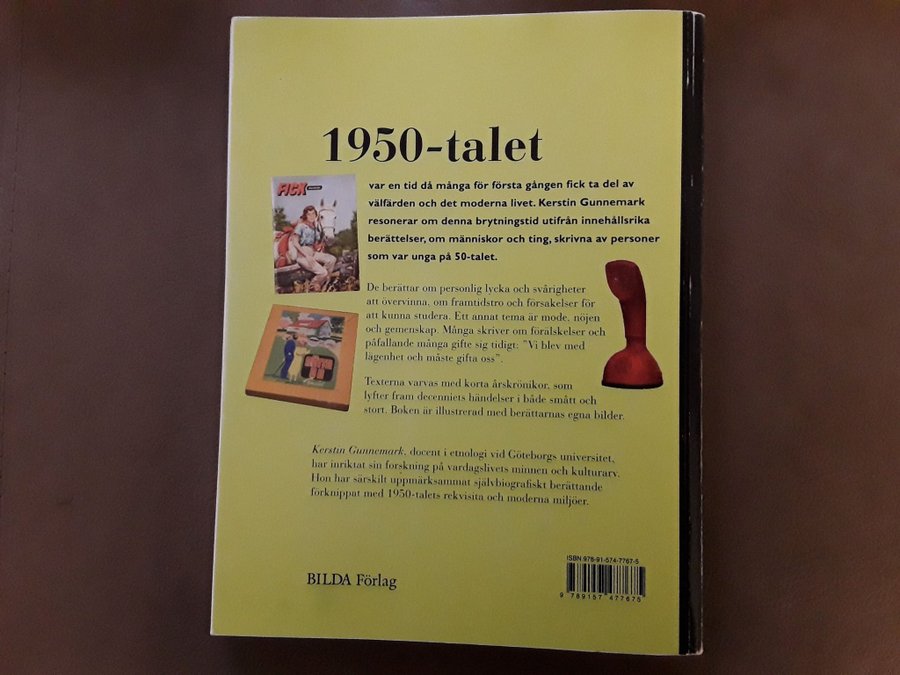 1950-talet
FICK
var en tid då många för första gången fick ta del av
välfärden och det moderna livet. Kerstin Gunnemark
resonerar om denna brytningstid utifrån innehållsrika
berättelser, om människor och ting, skrivna av personer
som var unga på 50-talet.
De berättar om personlig lycka och svårigheter
att övervinna, om framtidstro och försakelser för
att kunna studera. Ett annat tema är mode, nöjen
och gemenskap. Många skriver om förälskelser och
påfallande många gifte sig tidigt: "Vi blev med
lägenhet och måste gifta oss".
Texterna varvas med korta årskrönikor, som
lyfter fram decenniets händelser i både smått och
stort. Boken är illustrerad med berättarnas egna bilder.
Kerstin Gunnemark, docent i etnologi vid Göteborgs universitet,
har inriktat sin forskning på vardagslivets minnen och kulturarv.
Hon har särskilt uppmärksammat självbiografiskt berättande
förknippat med 1950-talets rekvisita och moderna miljöer.
ISBN 978-91-574-7767-5
BILDA Förlag
9 789157 477675